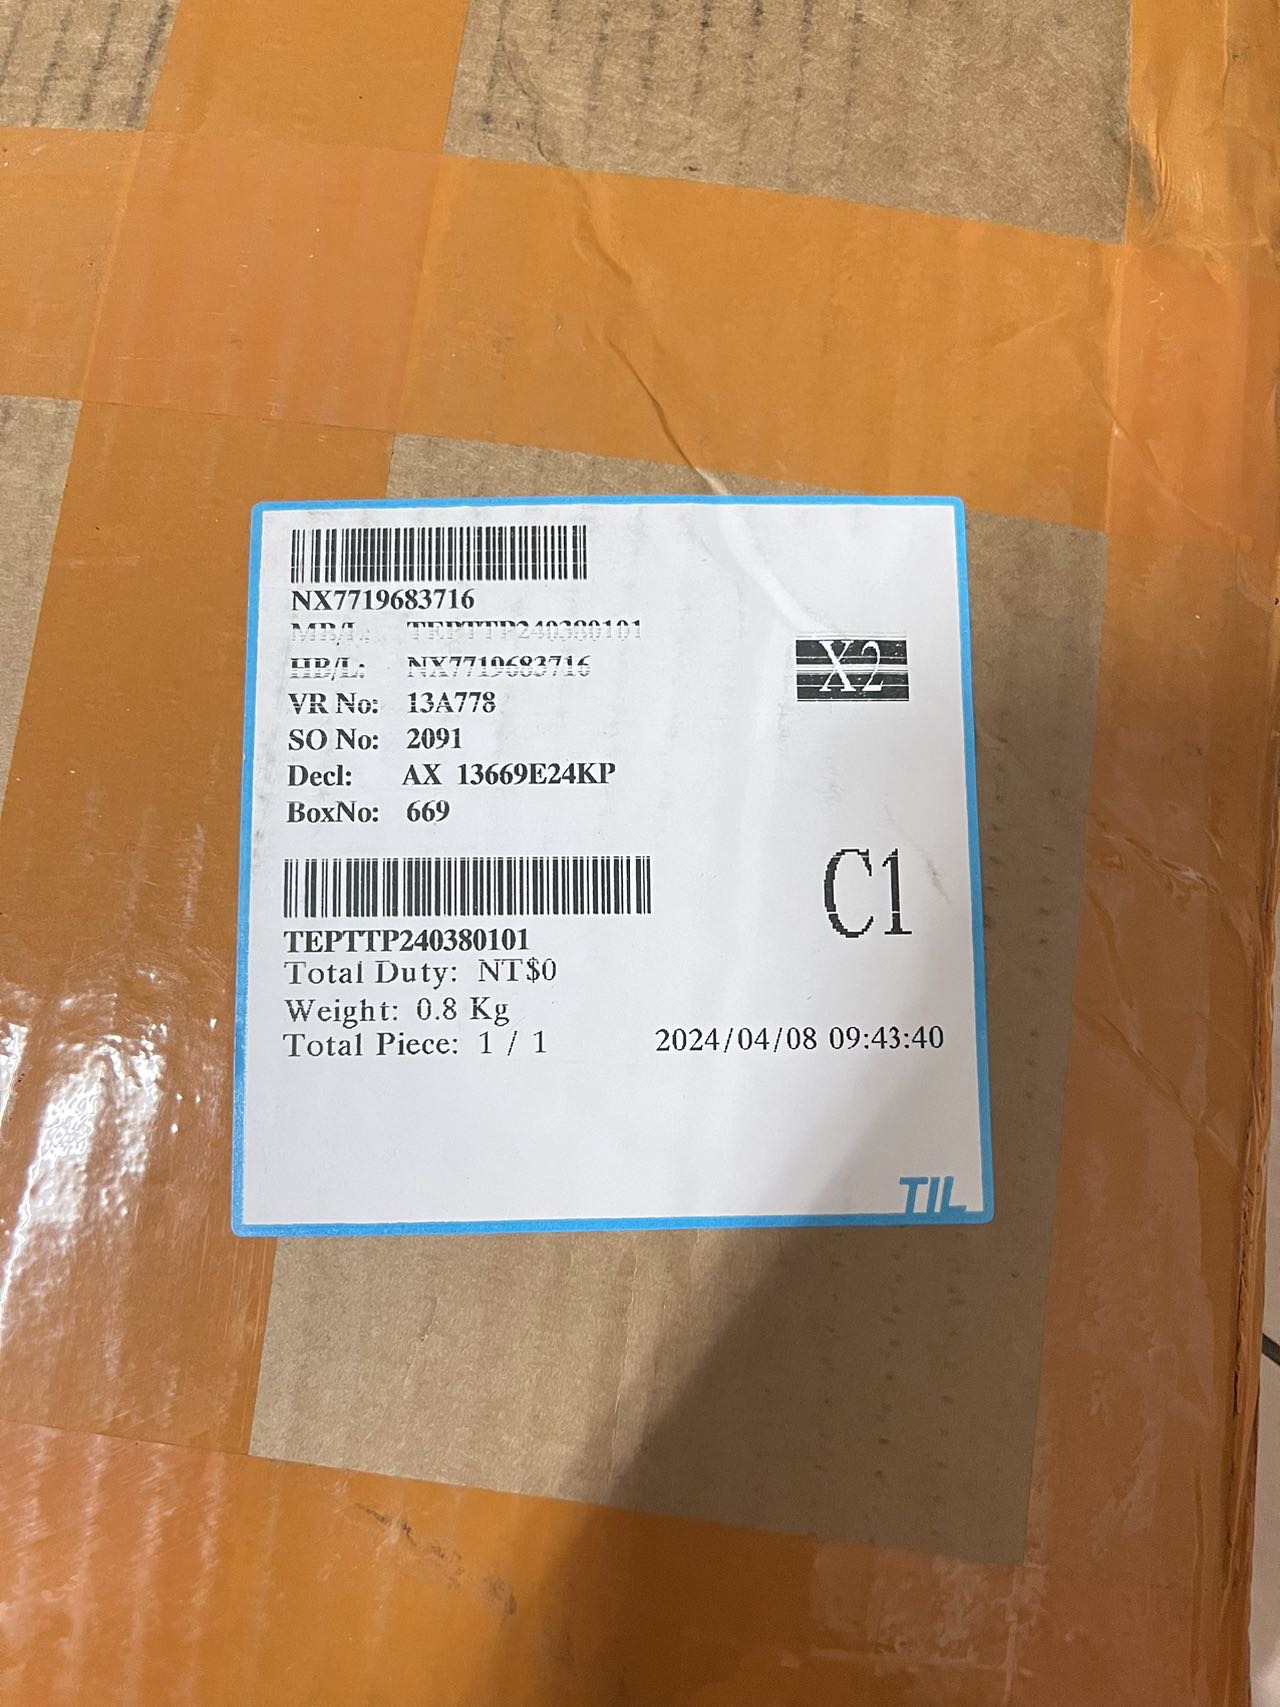 NX7719683716
MB/L: TEPTTP240380101
HB/L: NX7719683716
X2
VR No: 13A778
SO No: 2091
Decl: AX 13669E24KP
BoxNo: 669
C1
TEPTTP240380101
Total Duty: NT$0
Weight: 0.8 Kg
Total Piece: 1 / 1 2024/04/08 09:43:40
TIL